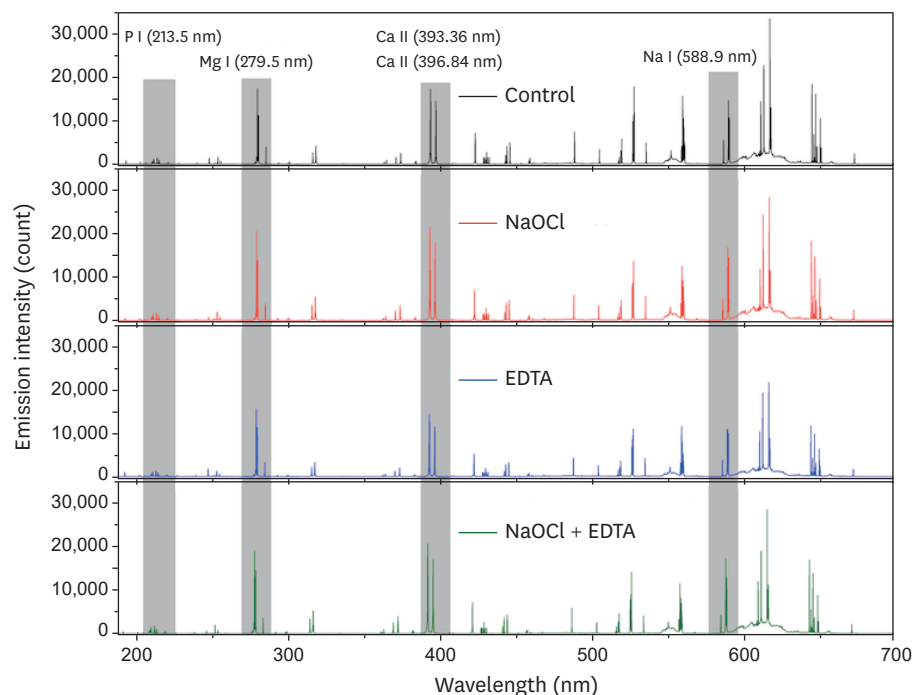 P I (213.5 nm)
Mg I (279.5 nm)
Ca II (393.36 nm)
Ca II (396.84 nm)
Na I (588.9 nm)
Control
30,000
20,000
10,000
0
NaOCl
30,000
20,000
10,000
0
EDTA
30,000
20,000
10,000
0
NaOCl + EDTA
30,000
20,000
10,000
0
Emission intensity (count)
200 300 400 500 600 700
Wavelength (nm)